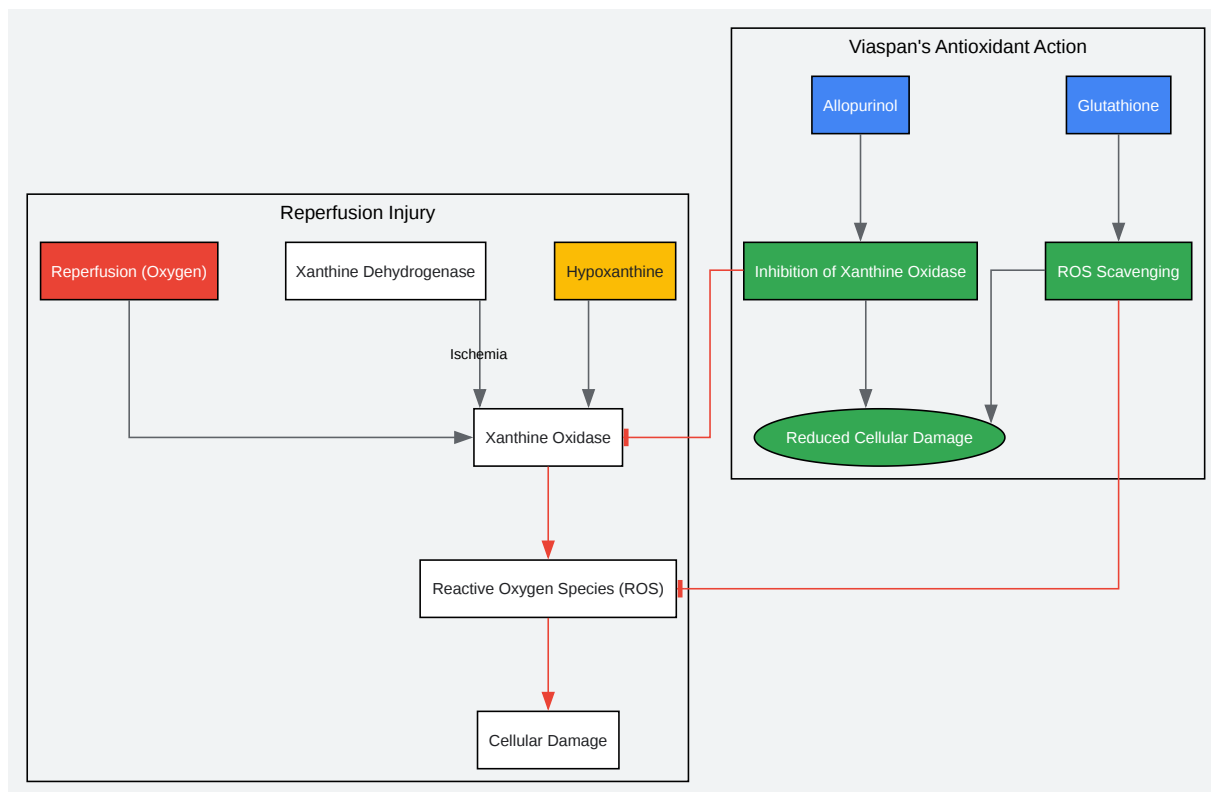 Viaspan's Antioxidant Action
Allopurinol
Glutathione
Reperfusion Injury
Reperfusion (Oxygen)
Xanthine Dehydrogenase
Hypoxanthine
Inhibition of Xanthine Oxidase
ROS Scavenging
Ischemia
Xanthine Oxidase
Reduced Cellular Damage
Reactive Oxygen Species (ROS)
Cellular Damage